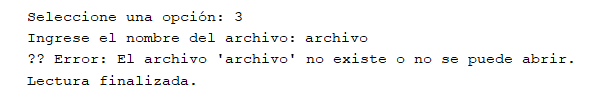 Seleccione una opción: 3
Ingrese el nombre del archivo: archivo
?? Error: El archivo 'archivo' no existe o no se puede abrir.
Lectura finalizada.